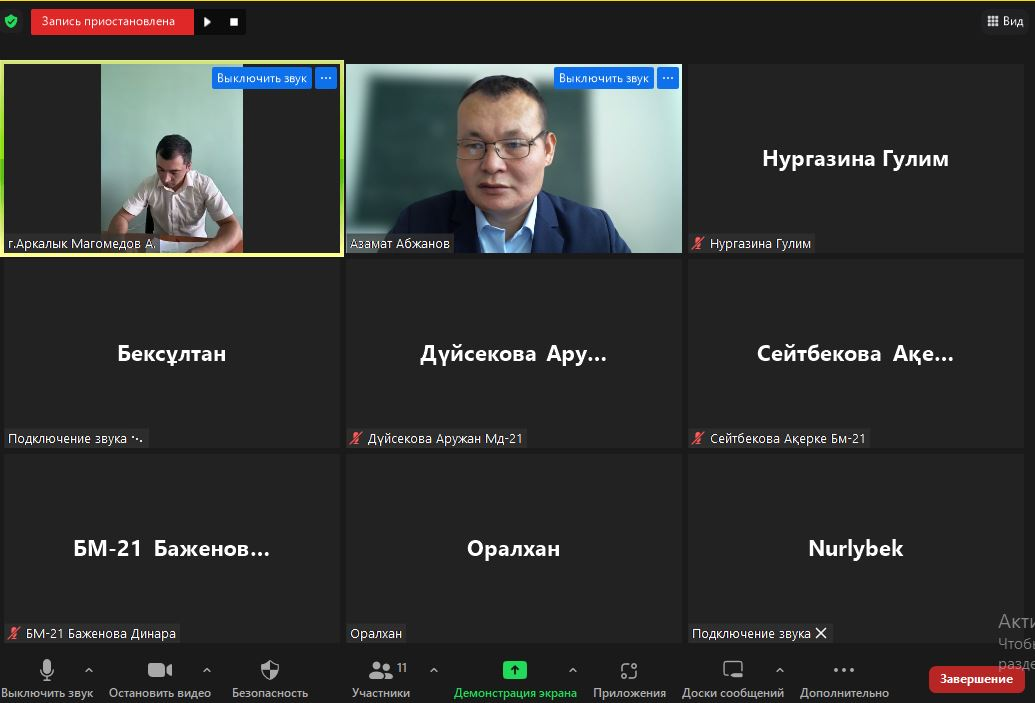 Запись приостановлена
Вид
Выключить звук
г.Аркалык Магомедов А.
Выключить звук
Азамат Абжанов
Нургазина Гулим
Нургазина Гулим
Бексұлтан
Подключение звука
Дүйсекова Ару...
Дүйсекова Аружан Мд-21
Сейтбекова Ақе...
Сейтбекова Ақерке Бм-21
БМ-21 Баженов...
БМ-21 Баженова Динара
Оралхан
Оралхан
Nurlybek
Подключение звука
Акти
Чтобы
разде
Выключить звук
Остановить видео
Безопасность
11
Участники
Демонстрация экрана
Приложения
Доски сообщений
Дополнительно
Завершение